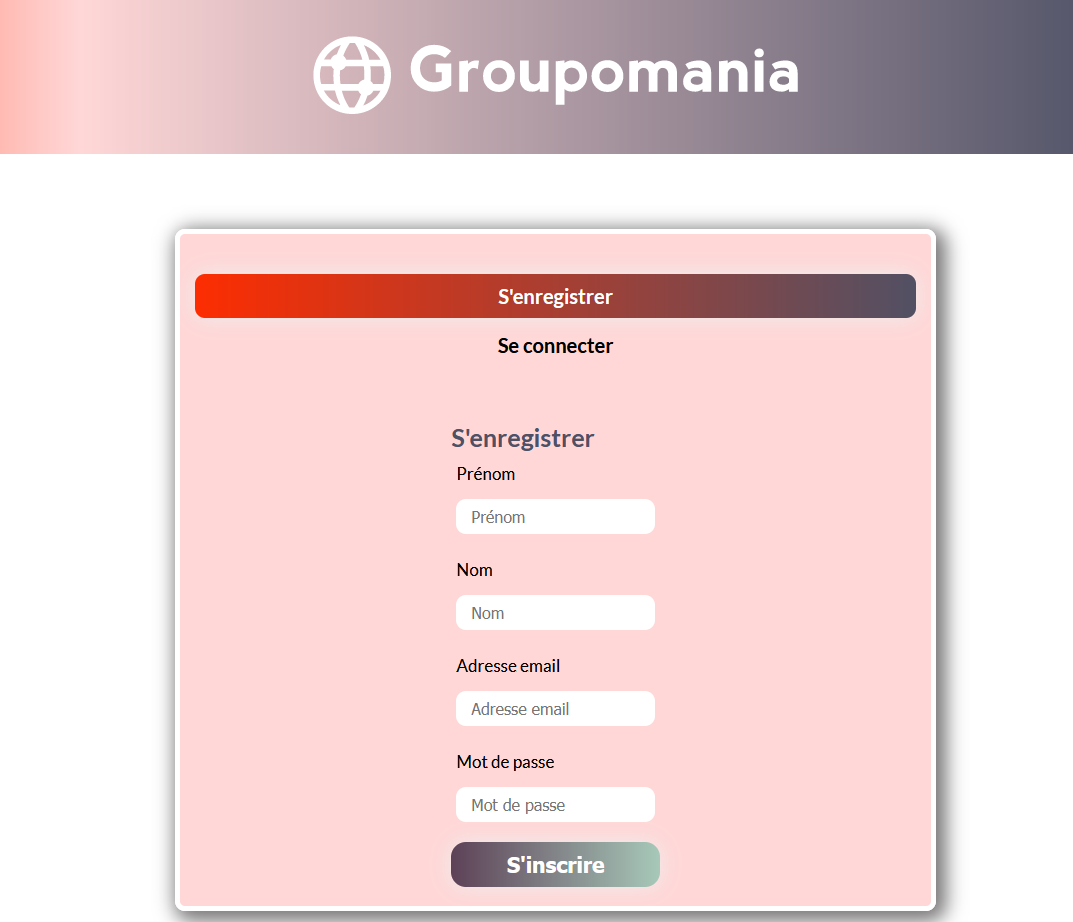 Groupomania
S'enregistrer
Se connecter
S'enregistrer
Prénom
Prénom
Nom
Nom
Adresse email
Adresse email
Mot de passe
Mot de passe
S'inscrire